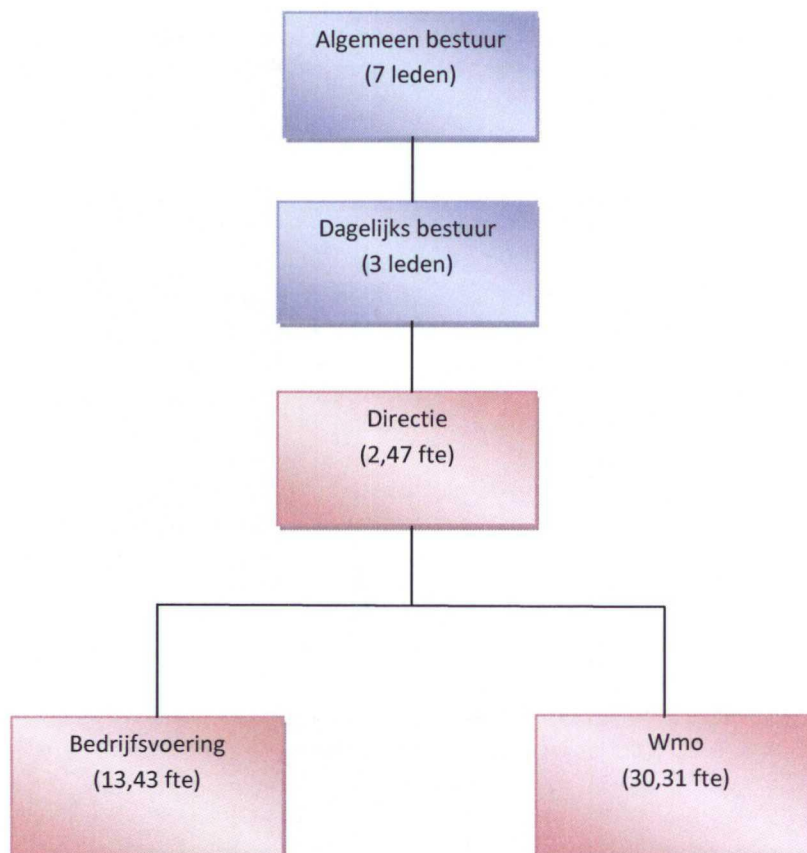 Algemeen bestuur
(7 leden)
Dagelijks bestuur
(3 leden)
Directie
(2,47 fte)
Bedrijfsvoering
(13,43 fte)
Wmo
(30,31 fte)